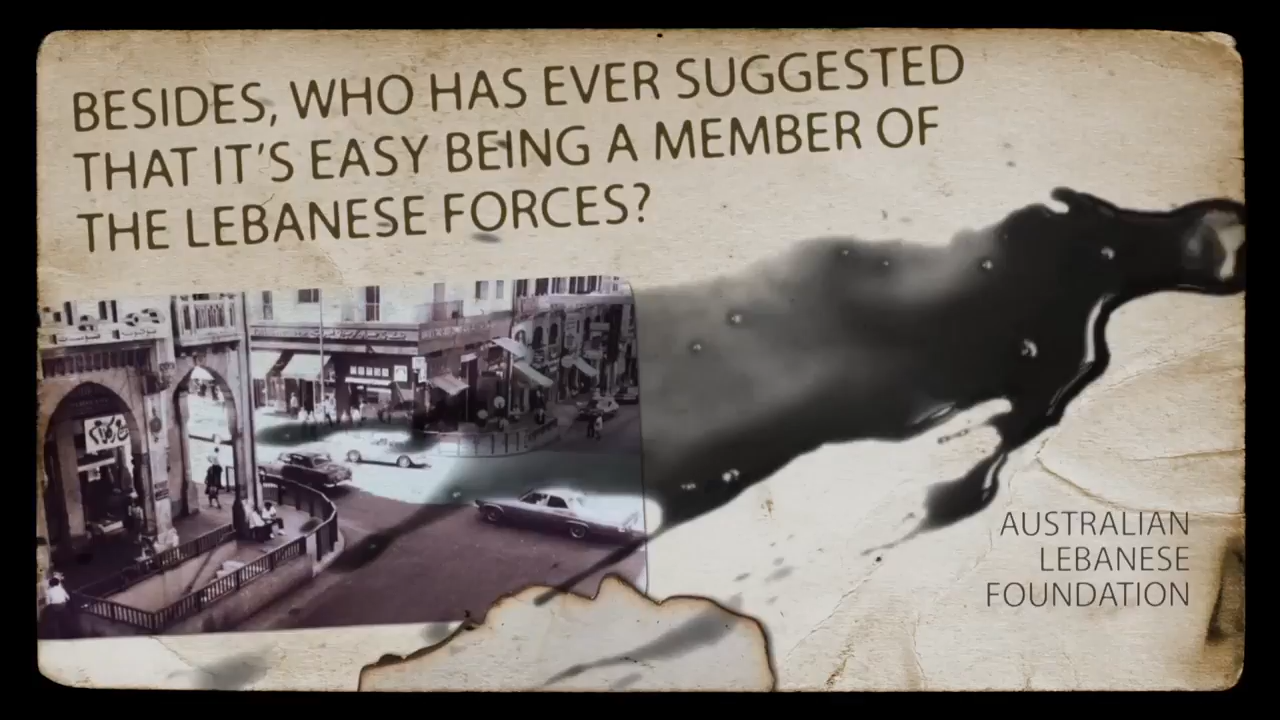 BESIDES, WHO HAS EVER SUGGESTED
THAT IT'S EASY BEING A MEMBER OF
THE LEBANESE FORCES?
AUSTRALIAN
LEBANESE
FOUNDATION